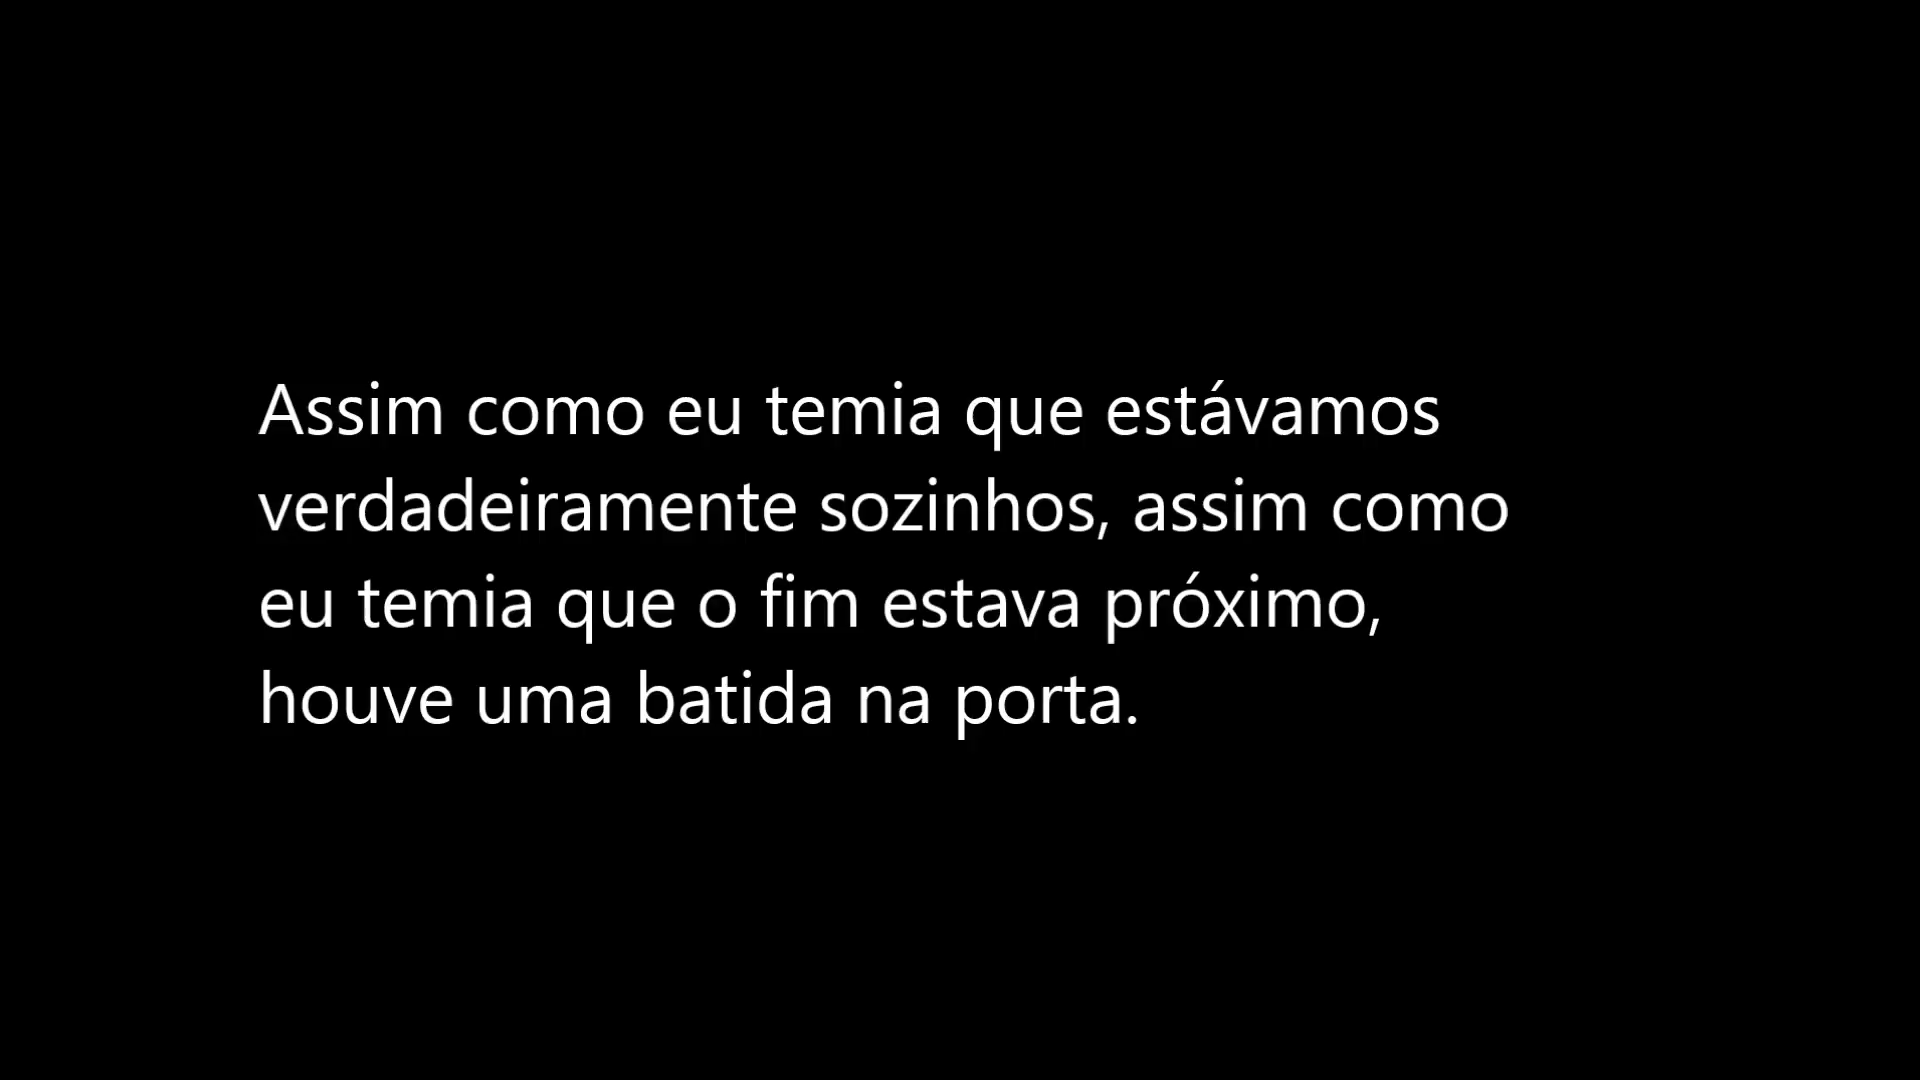 Assim como eu temia que estávamos
verdadeiramente sozinhos, assim como
eu temia que o fim estava próximo,
houve uma batida na porta.